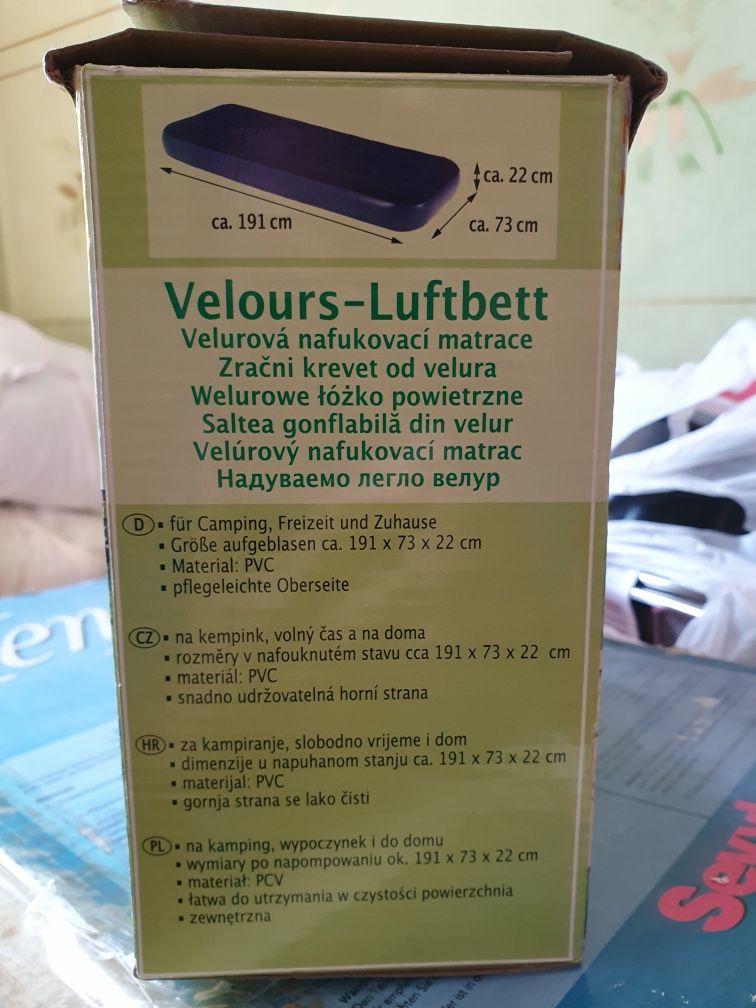 ca. 22 cm
ca. 191 cm
ca. 73 cm
Velours-Luftbett
Velurová nafukovací matrace
Zračni krevet od velura
Welurowe łóżko powietrzne
Saltea gonflabilă din velur
Velúrový nafukovací matrac
Надуваемо легло велур
D ▪ für Camping, Freizeit und Zuhause
▪ Größe aufgeblasen ca. 191 x 73 x 22 cm
▪ Material: PVC
▪ pflegeleichte Oberseite
CZ ▪ na kempink, volný čas a na doma
▪ rozměry v nafouknutém stavu cca 191 x 73 x 22 cm
▪ materiál: PVC
▪ snadno udržovatelná horní strana
HR ▪ za kampiranje, slobodno vrijeme i dom
▪ dimenzije u napuhanom stanju ca. 191 x 73 x 22 cm
▪ materijal: PVC
▪ gornja strana se lako čisti
PL ▪ na kamping, wypoczynek i do domu
▪ wymiary po napompowaniu ok. 191 x 73 x 22 cm
▪ materiał: PCV
▪ łatwa do utrzymania w czystości powierzchnia
▪ zewnętrzna